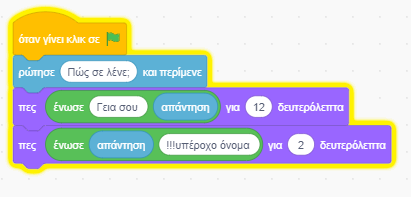 όταν γίνει κλικ σε
ρώτησε Πώς σε λένε; και περίμενε
πες ένωσε Γεια σου απάντηση για 12 δευτερόλεπτα
πες ένωσε απάντηση !!!υπέροχο όνομα για 2 δευτερόλεπτα